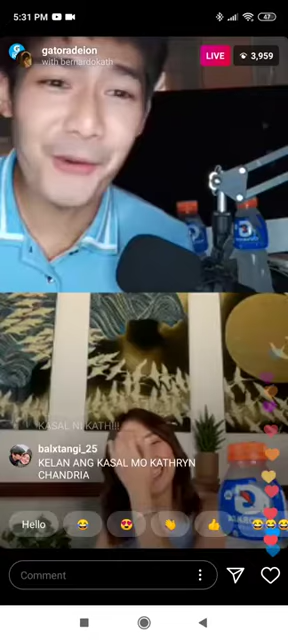 5:31 PM
47
gatoradeion
with bernardokath
LIVE
3,959
KASAL NI KATH!!!
balxtangi_25
KELAN ANG KASAL MO KATHRYN
CHANDRIA
Hello
Comment